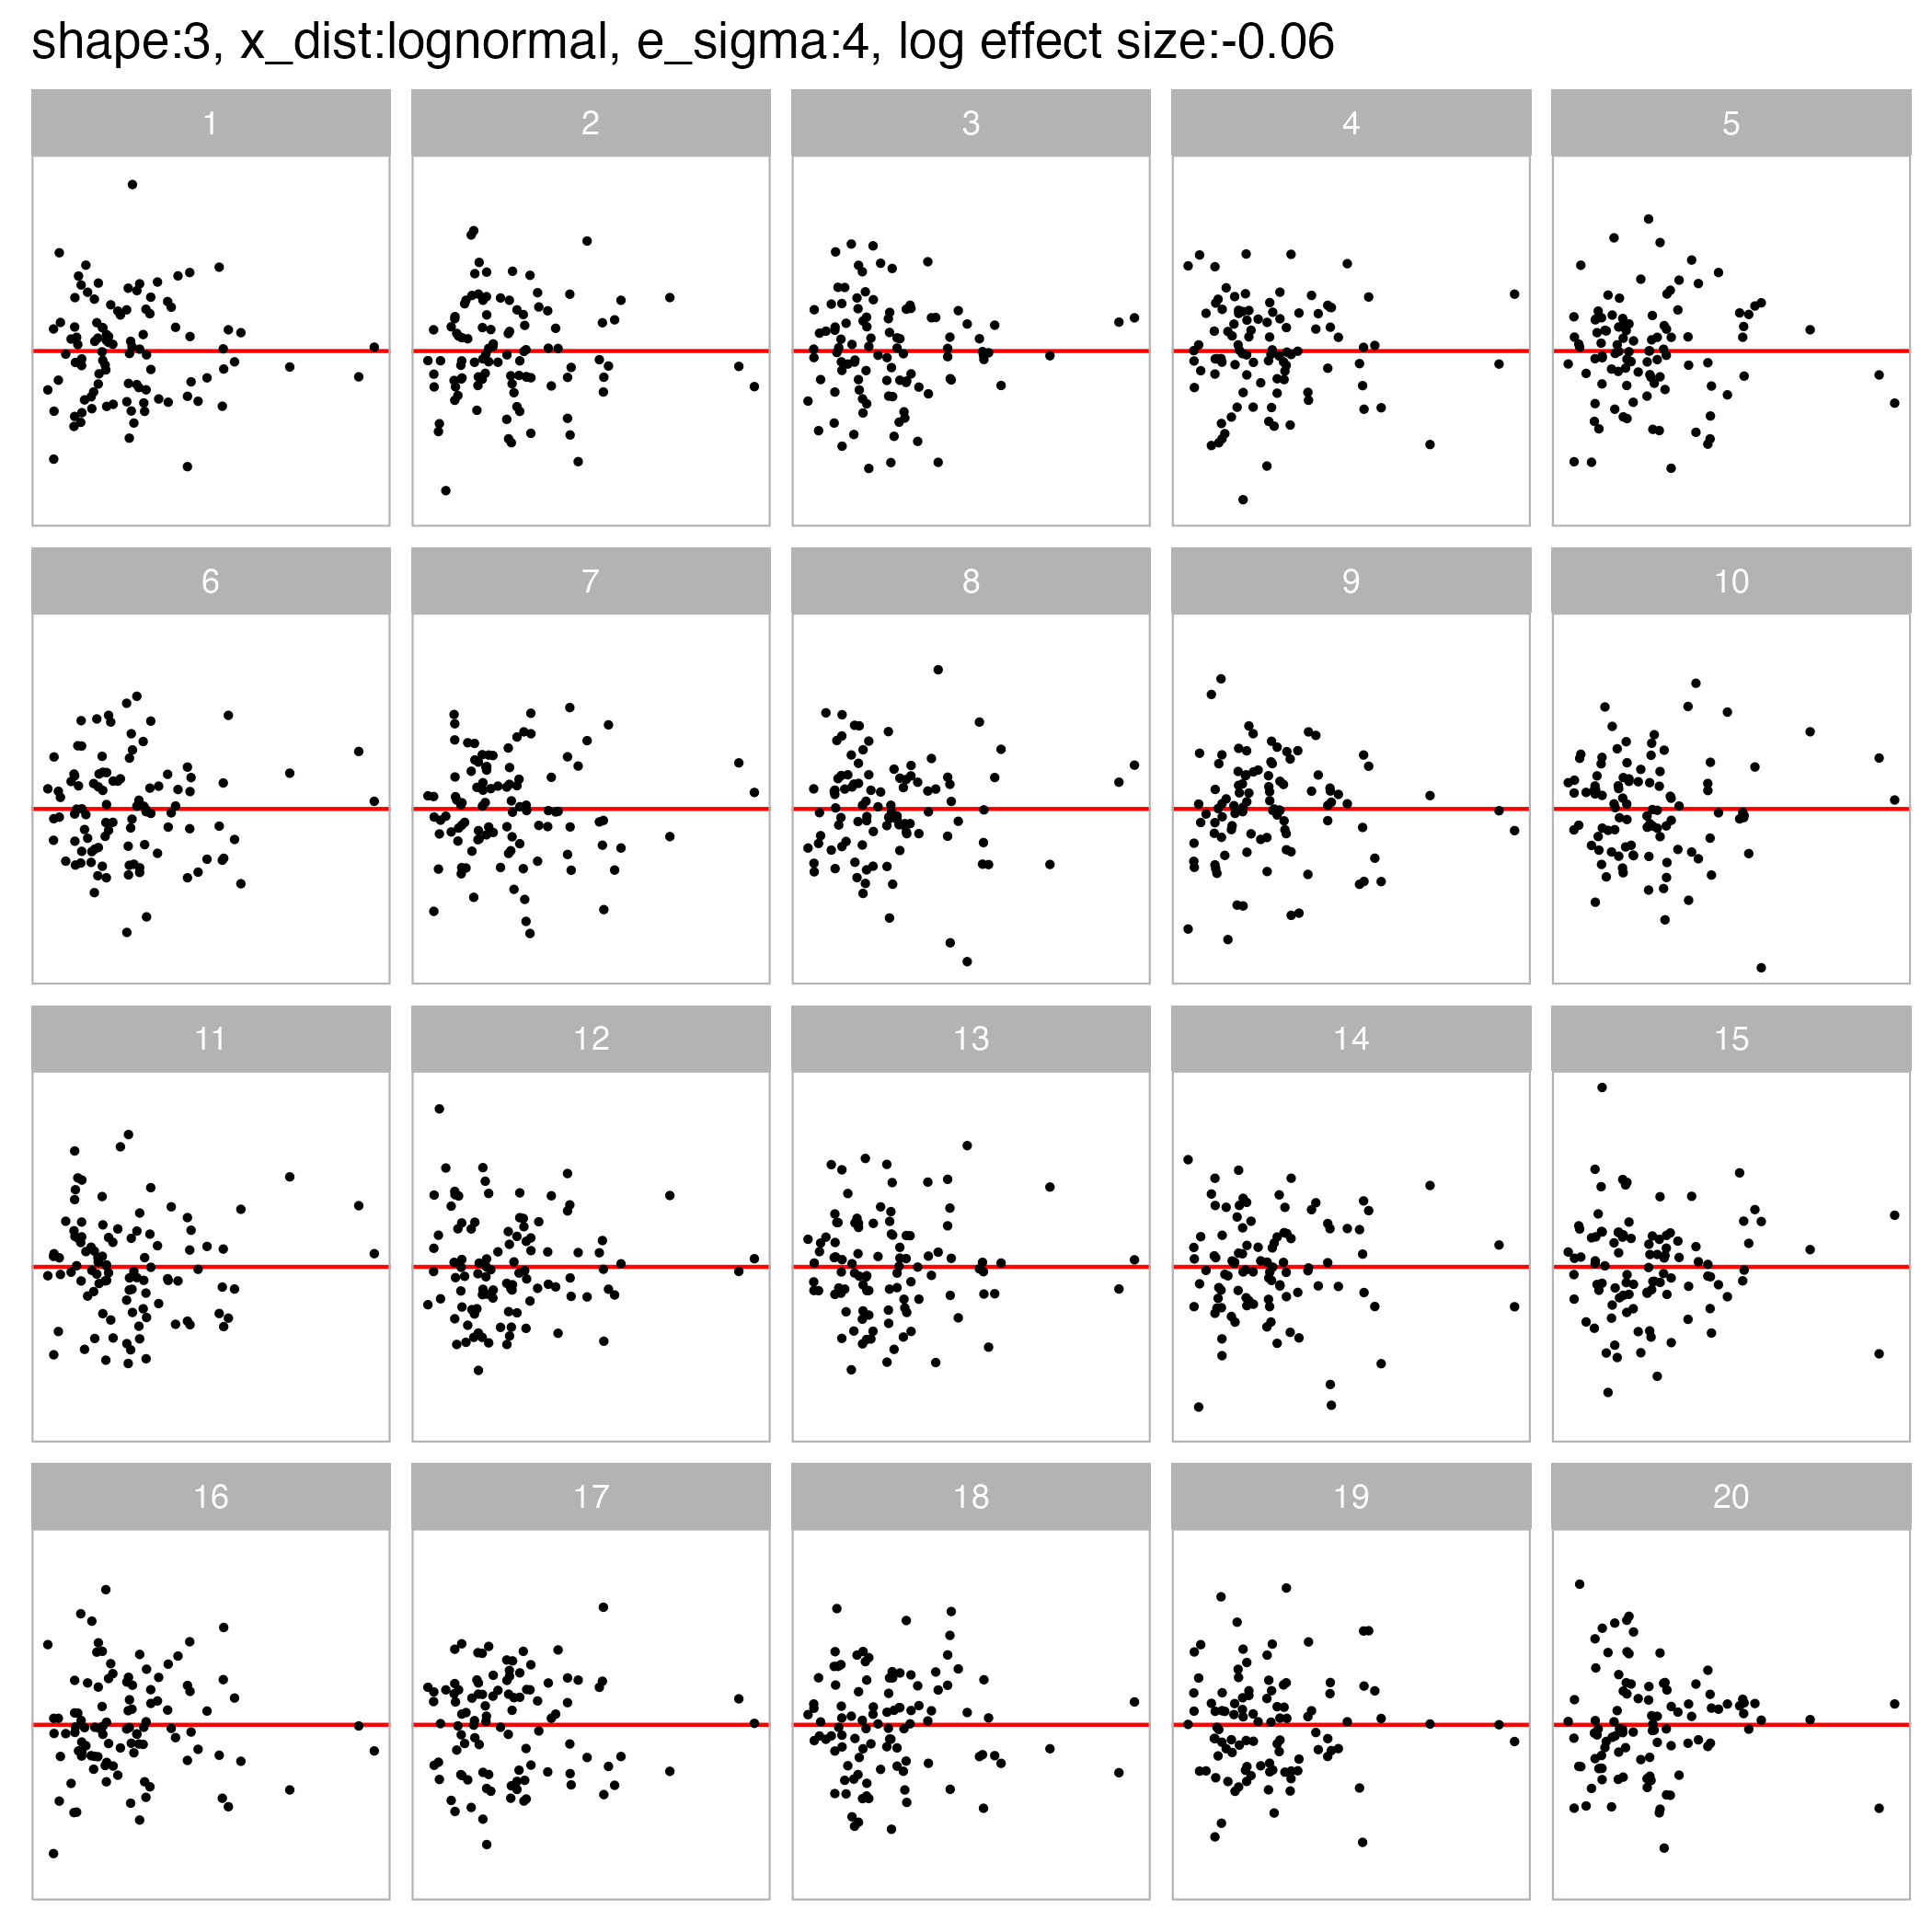 shape:3, x_dist:lognormal, e_sigma:4, log effect size:-0.06
1 2 3 4 5
6 7 8 9 10
11 12 13 14 15
16 17 18 19 20